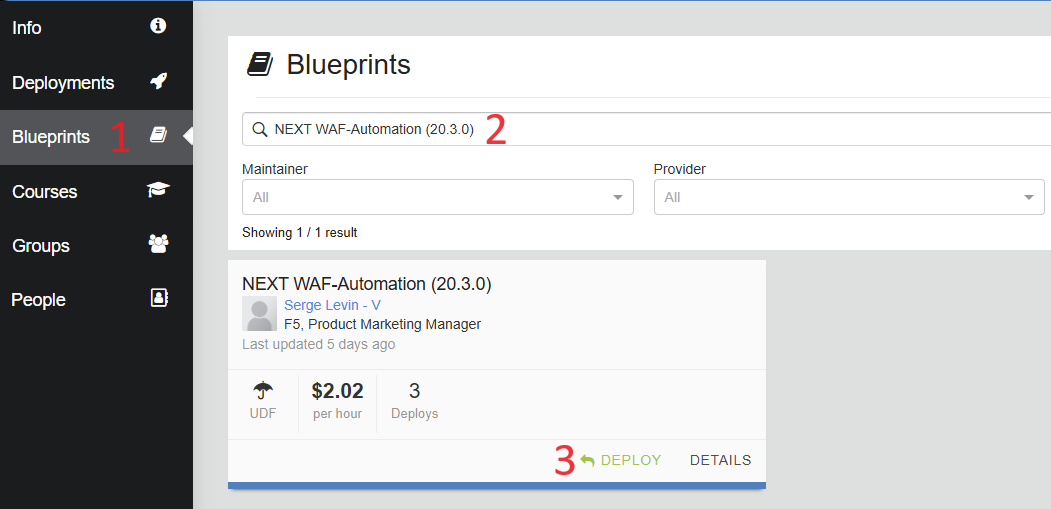 Info
Deployments
Blueprints 1
Courses
Groups
People
Blueprints
NEXT WAF-Automation (20.3.0) 2
Maintainer Provider
All All
Showing 1 / 1 result
NEXT WAF-Automation (20.3.0)
Serge Levin - V
F5, Product Marketing Manager
Last updated 5 days ago
$2.02 3
UDF per hour Deploys
3 DEPLOY DETAILS